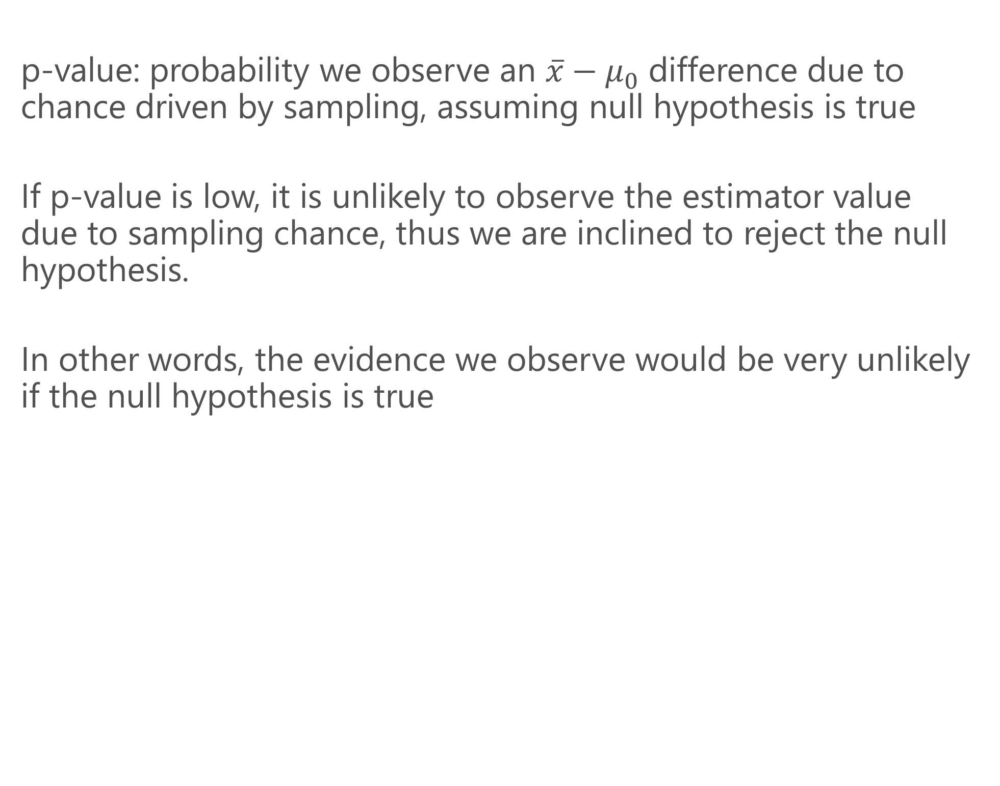 p-value: probability we observe an x̄ − μ₀ difference due to
chance driven by sampling, assuming null hypothesis is true
If p-value is low, it is unlikely to observe the estimator value
due to sampling chance, thus we are inclined to reject the null
hypothesis.
In other words, the evidence we observe would be very unlikely
if the null hypothesis is true